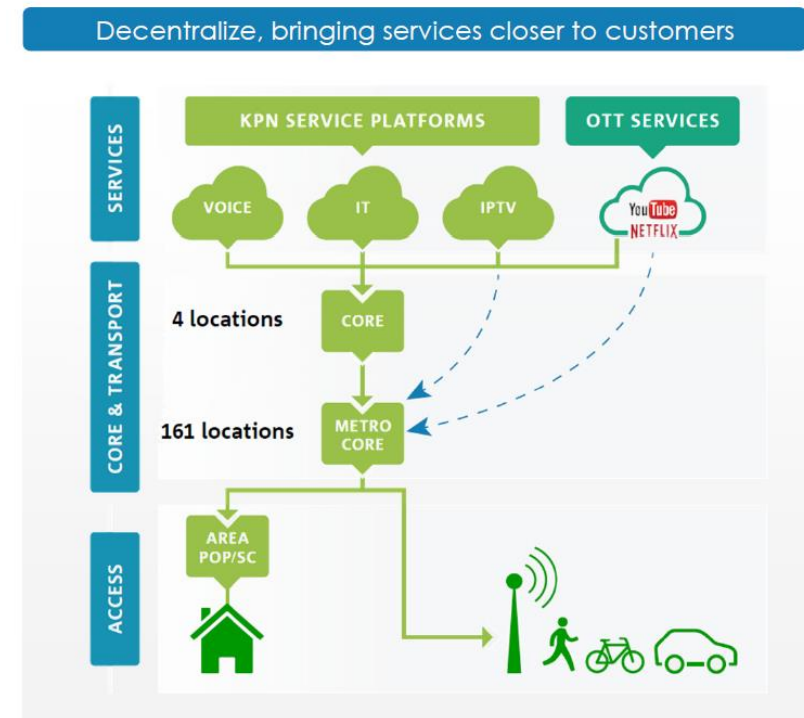 Decentralize, bringing services closer to customers
SERVICES
KPN SERVICE PLATFORMS
OTT SERVICES
VOICE
IT
IPTV
YouTube
NETFLIX
CORE & TRANSPORT
4 locations
CORE
161 locations
METRO
CORE
ACCESS
AREA
POP/SC